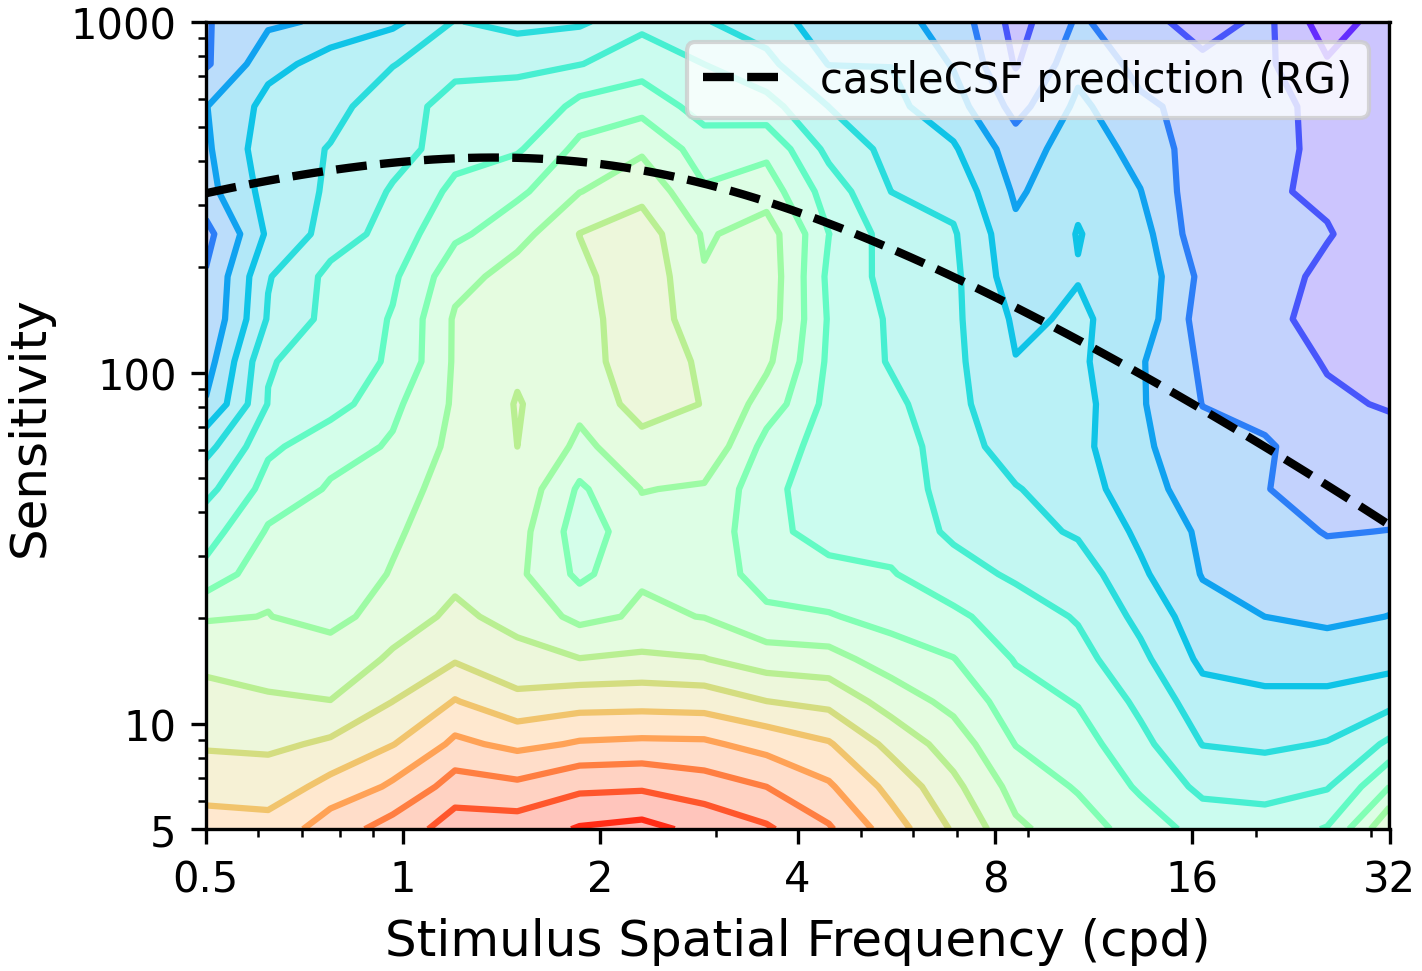 1000
castleCSF prediction (RG)
Sensitivity
100
10
5
0.5 1 2 4 8 16 32
Stimulus Spatial Frequency (cpd)